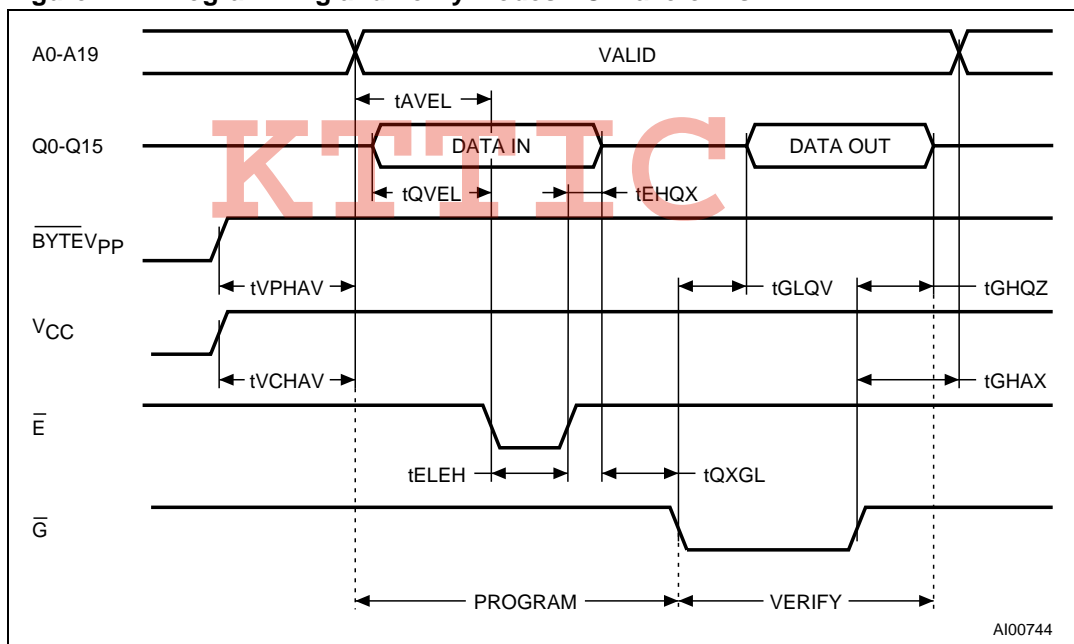 A0-A19
VALID
tAVEL
Q0-Q15
DATA IN
DATA OUT
KTTIC
tQVEL
tEHQX
BYTEVPP
tVPHAV
tGLQV
tGHQZ
VCC
tVCHAV
tGHAX
E
tELEH
tQXGL
G
PROGRAM
VERIFY
AI00744